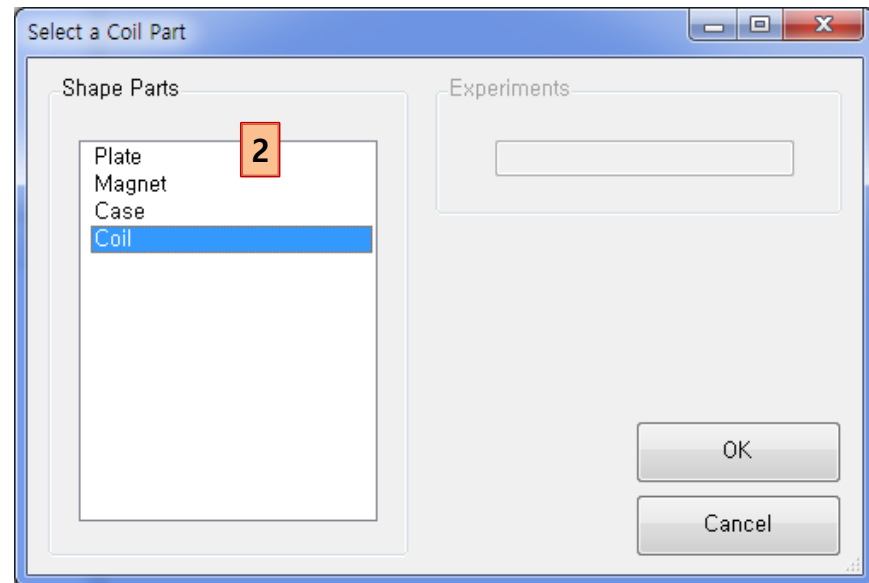 Select a Coil Part
Shape Parts
Experiments
2
Plate
Magnet
Case
Coil
OK
Cancel